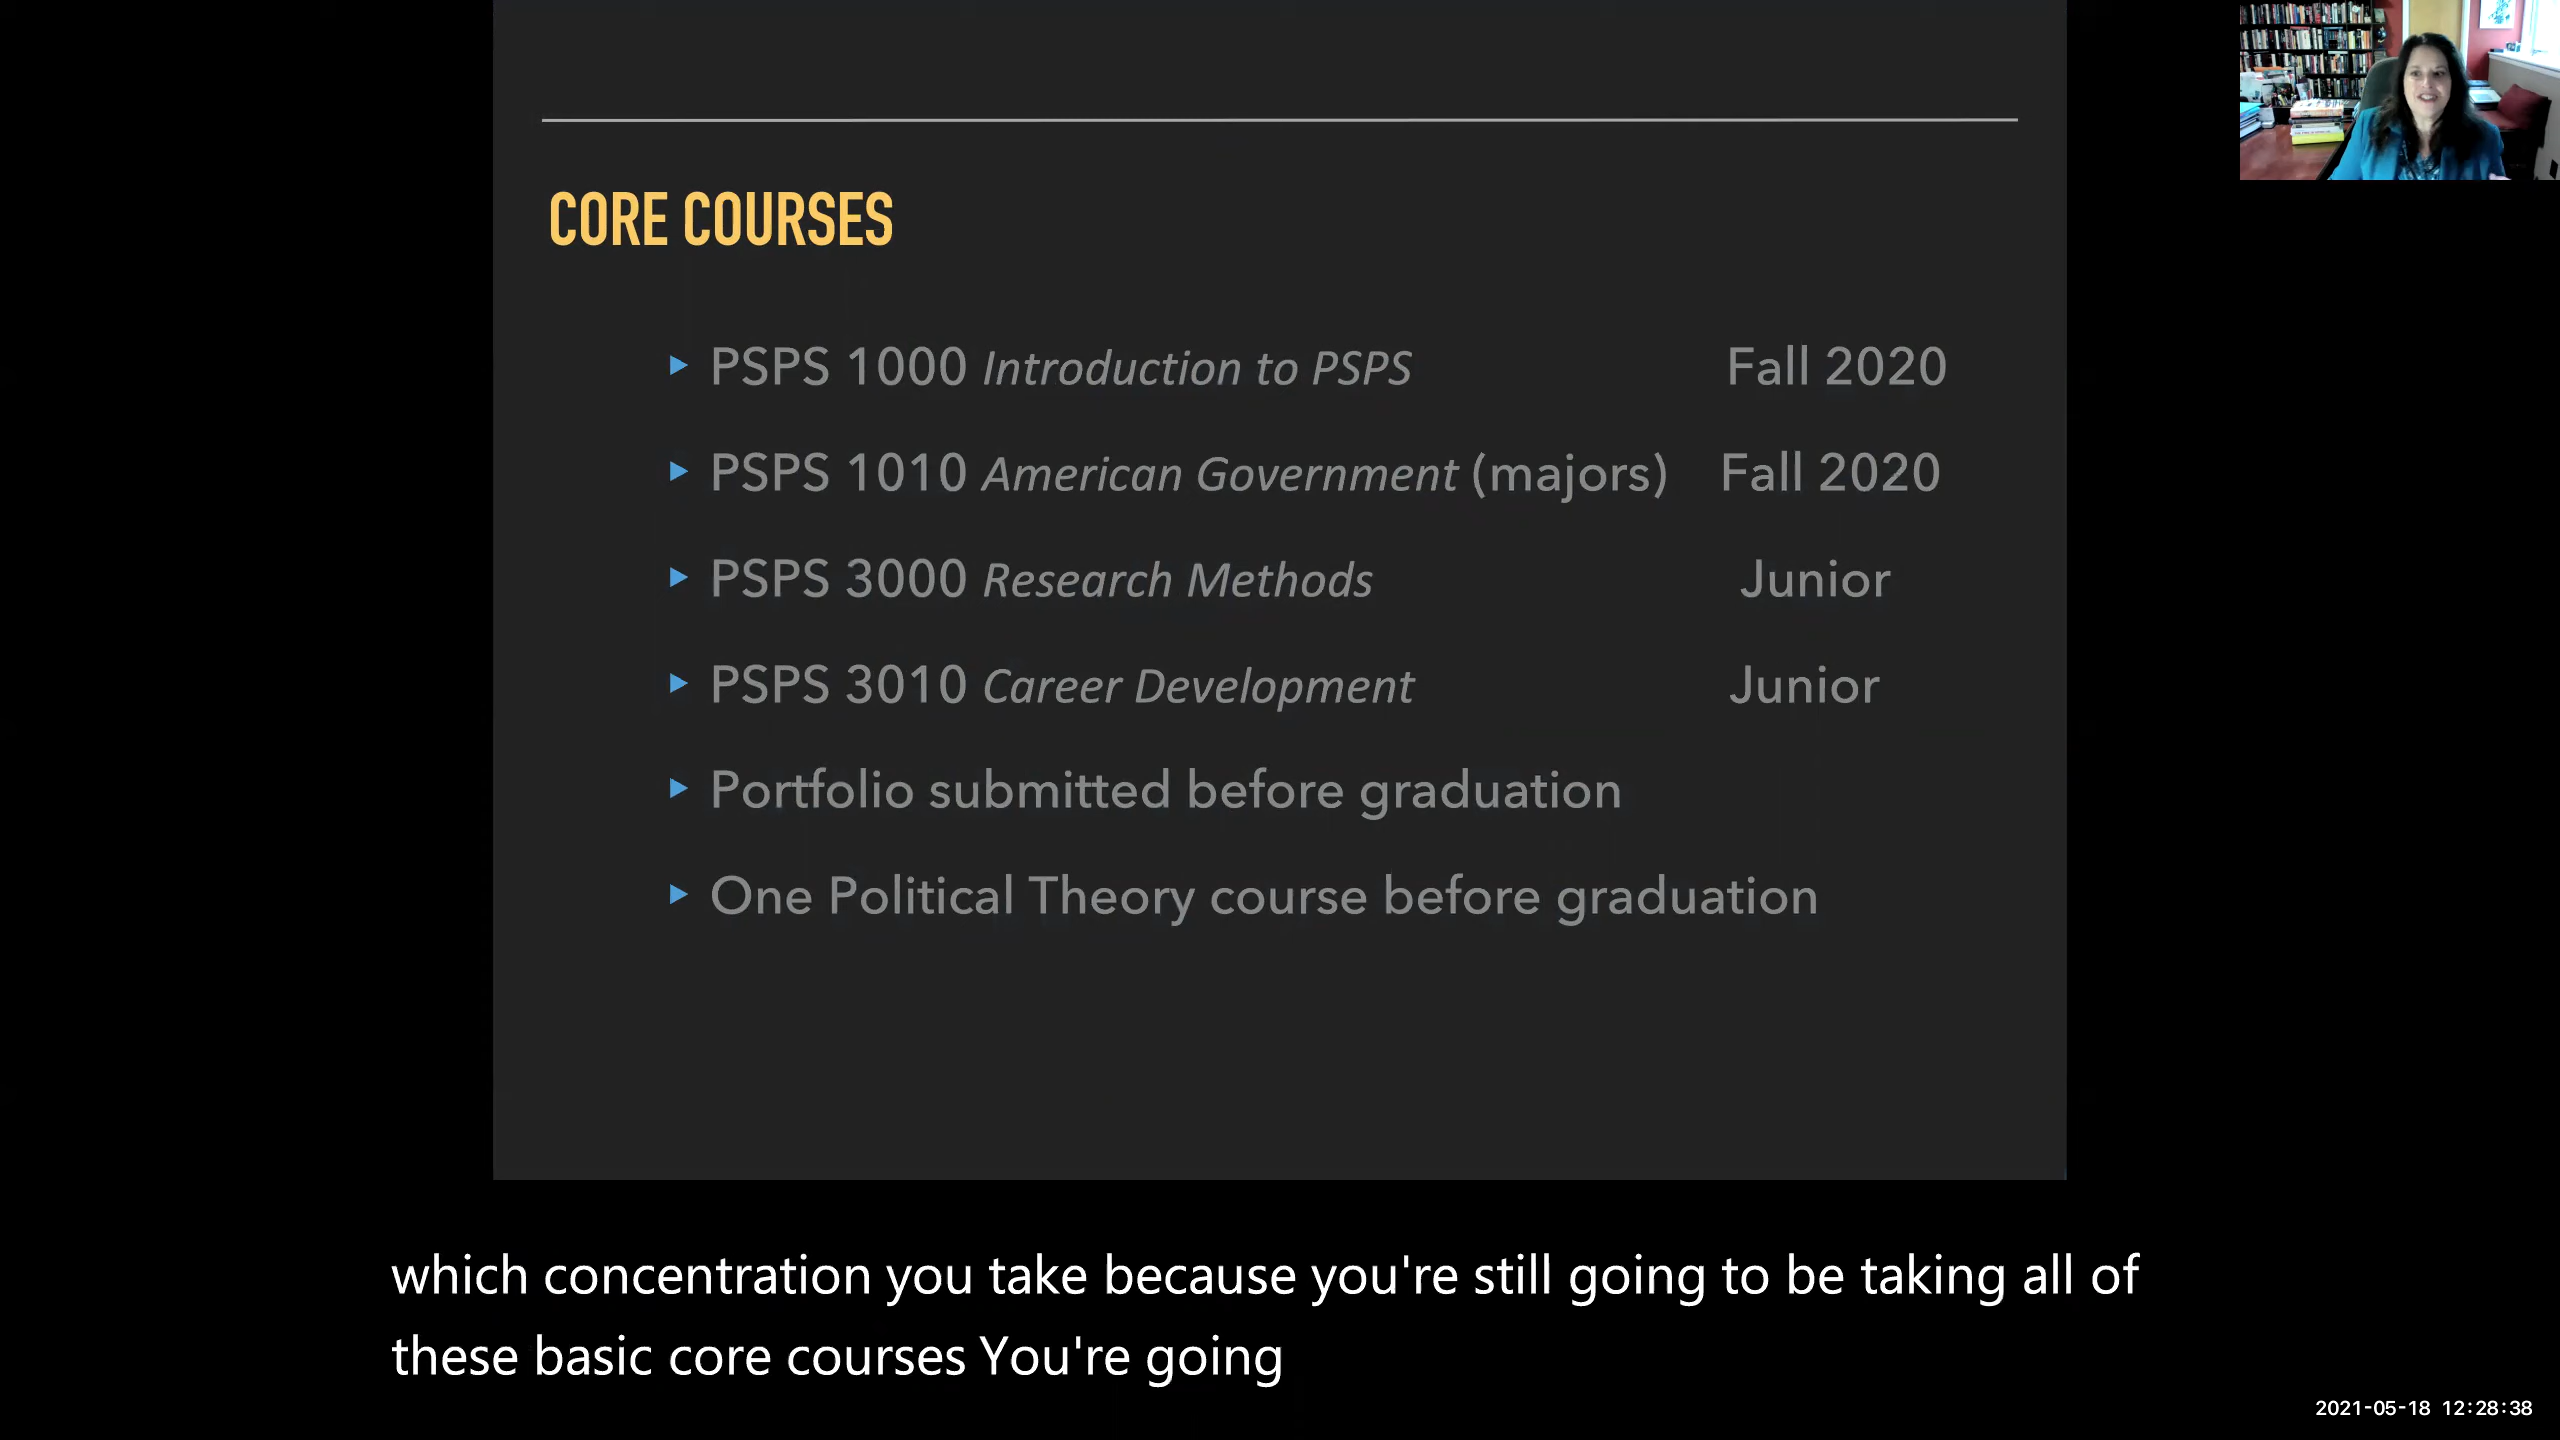 CORE COURSES
PSPS 1000 Introduction to PSPS Fall 2020
PSPS 1010 American Government (majors) Fall 2020
PSPS 3000 Research Methods Junior
PSPS 3010 Career Development Junior
Portfolio submitted before graduation
One Political Theory course before graduation
which concentration you take because you're still going to be taking all of
these basic core courses You're going
2021-05-18 12:28:38